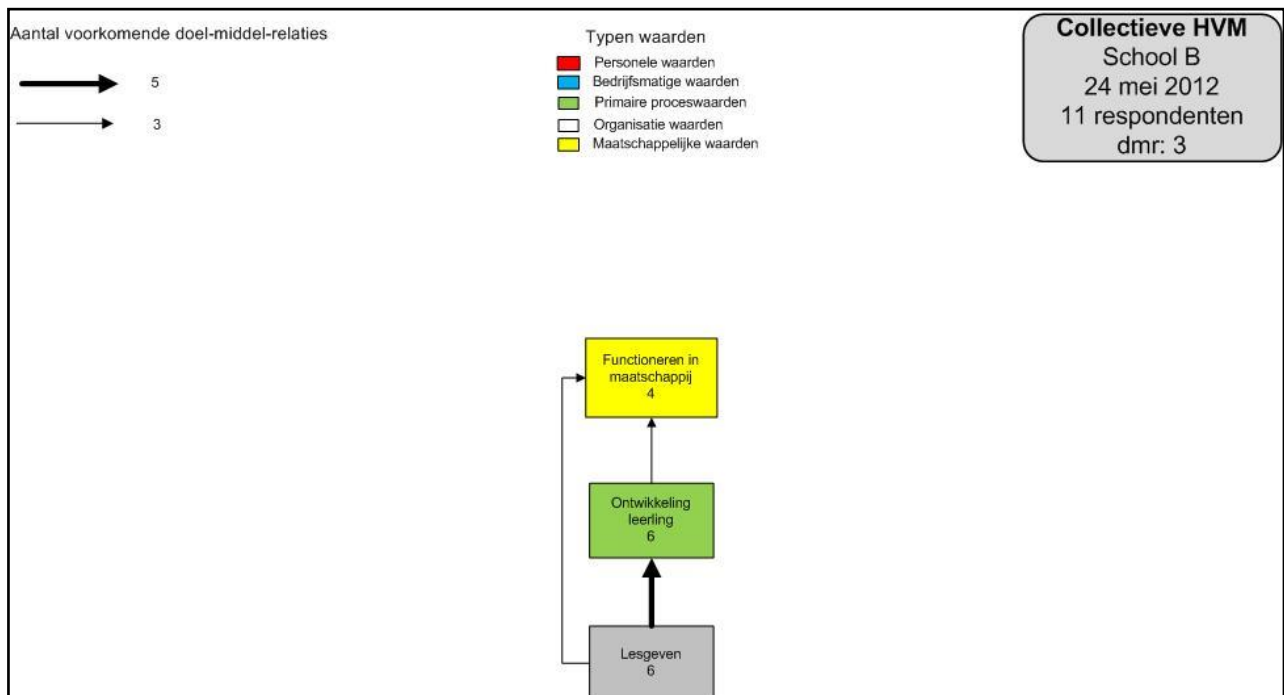 Aantal voorkomende doel-middel-relaties
5
3
Typen waarden
Personele waarden
Bedrijfsmatige waarden
Primaire proceswaarden
Organisatie waarden
Maatschappelijke waarden
Collectieve HVM
School B
24 mei 2012
11 respondenten
dmr: 3
Functioneren in
maatschappij
4
Ontwikkeling
leerling
6
Lesgeven
6